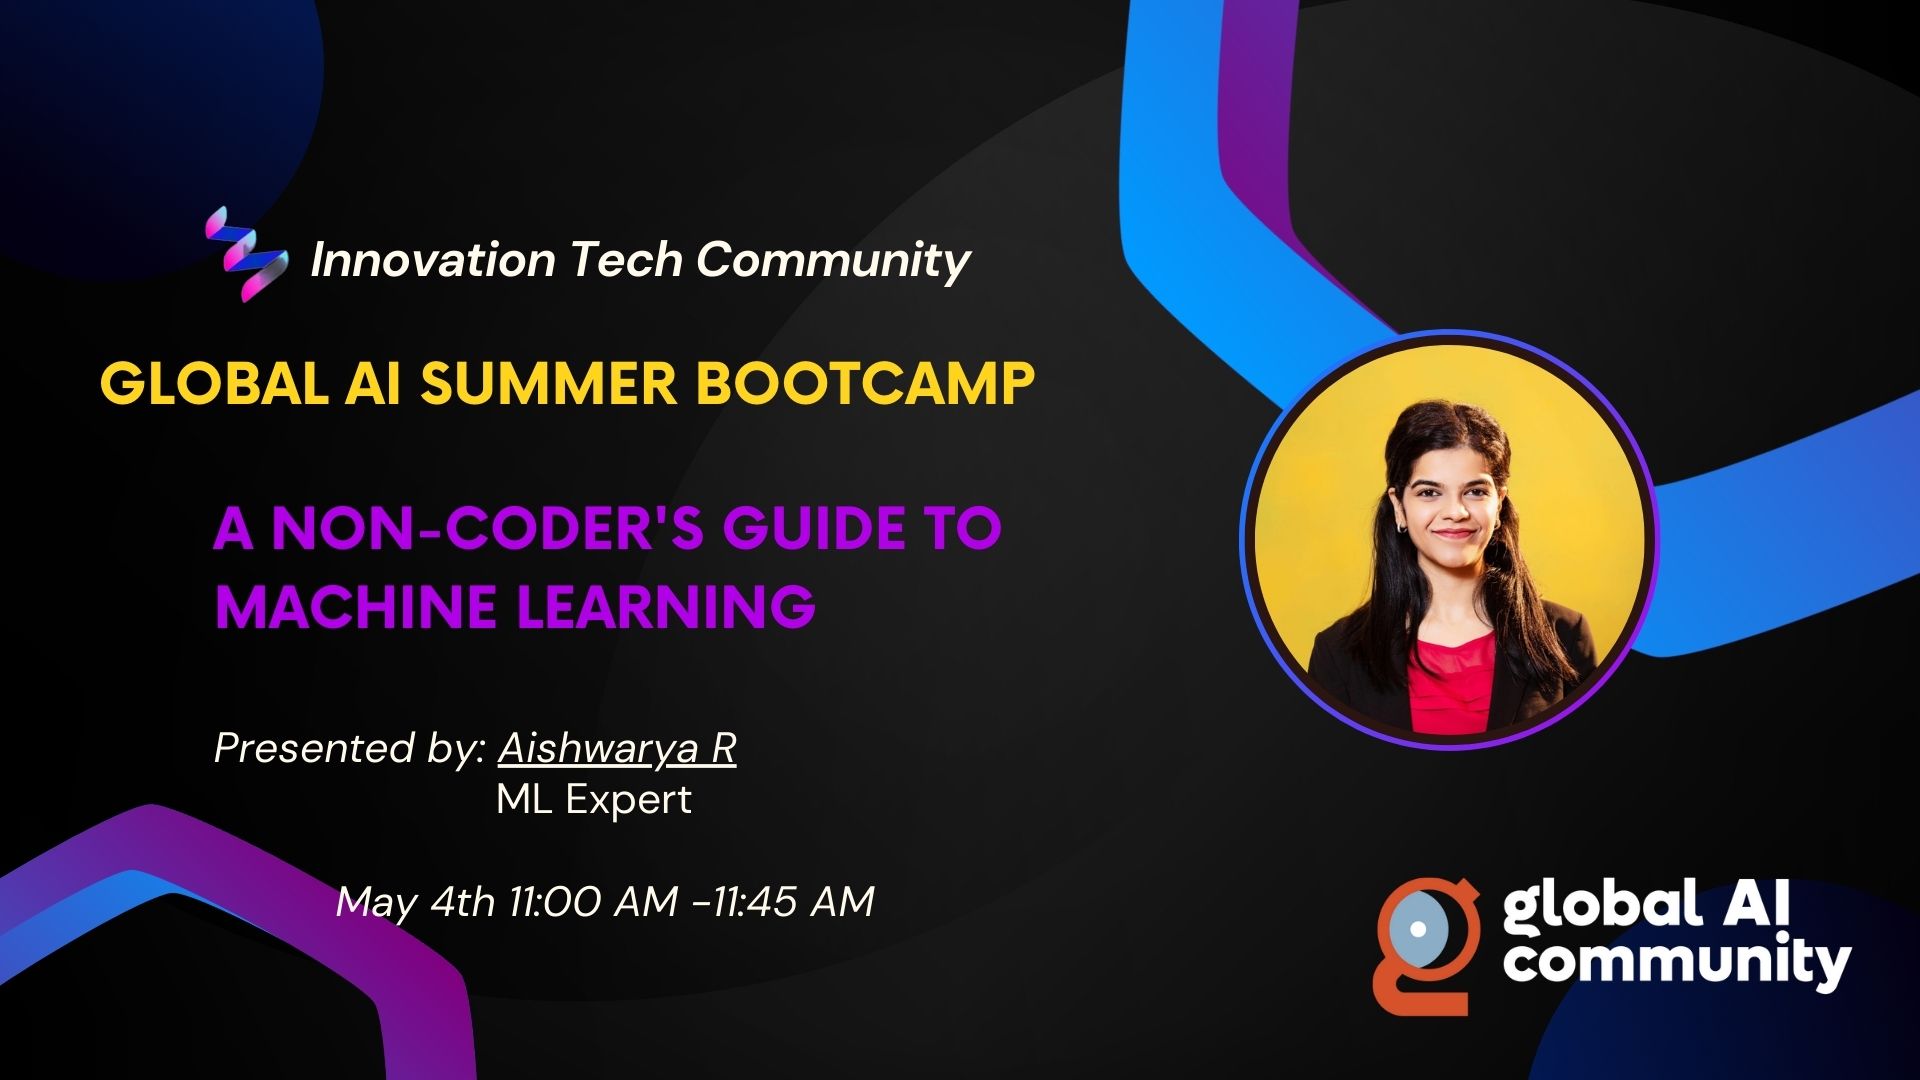 Innovation Tech Community
GLOBAL AI SUMMER BOOTCAMP
A NON-CODER'S GUIDE TO
MACHINE LEARNING
Presented by: Aishwarya R
ML Expert
May 4th 11:00 AM -11:45 AM
global AI
community